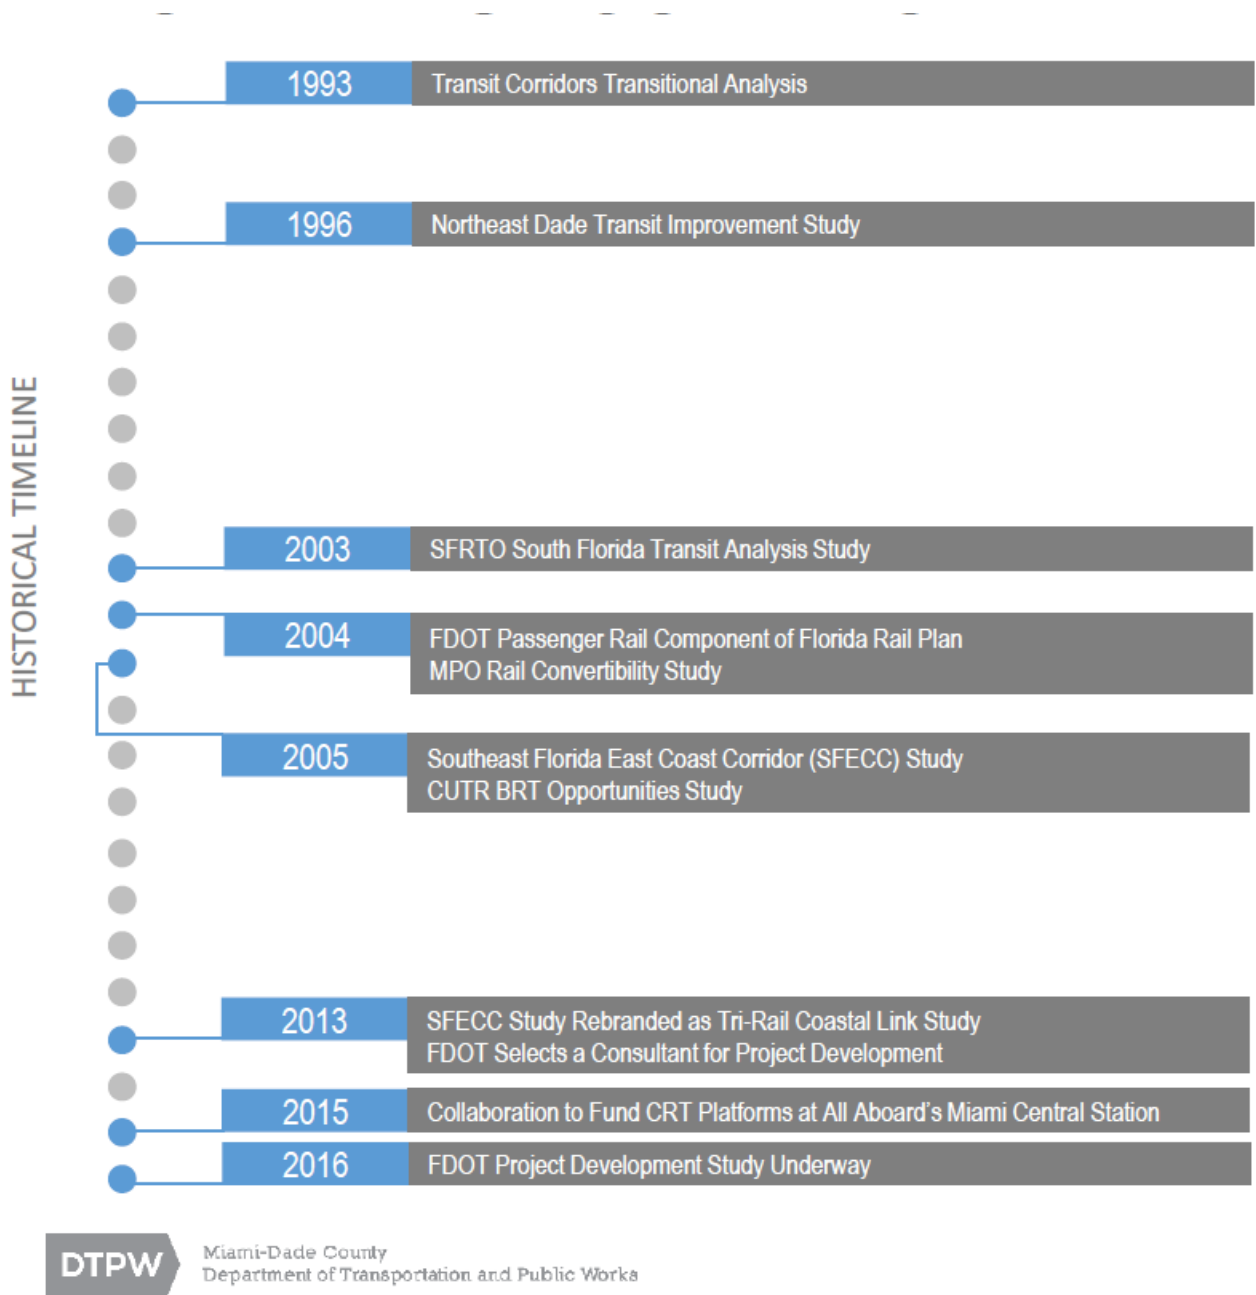 HISTORICAL TIMELINE
1993
Transit Corridors Transitional Analysis
1996
Northeast Dade Transit Improvement Study
2003
SFRTO South Florida Transit Analysis Study
2004
FDOT Passenger Rail Component of Florida Rail Plan
MPO Rail Convertibility Study
2005
Southeast Florida East Coast Corridor (SFECC) Study
CUTR BRT Opportunities Study
2013
SFECC Study Rebranded as Tri-Rail Coastal Link Study
FDOT Selects a Consultant for Project Development
2015
Collaboration to Fund CRT Platforms at All Aboard's Miami Central Station
2016
FDOT Project Development Study Underway
DTPW
Miami-Dade County
Department of Transportation and Public Works